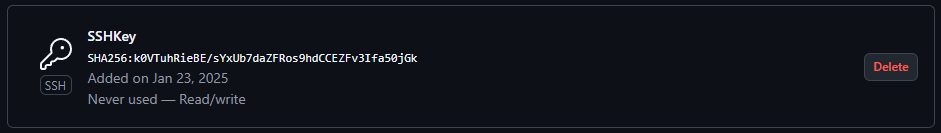 SSHKey
SHA256:k0VTuhRieBE/sYxUb7daZFRos9hdCCEZFv3Ifa50jGk
Added on Jan 23, 2025
SSH
Never used — Read/write
Delete